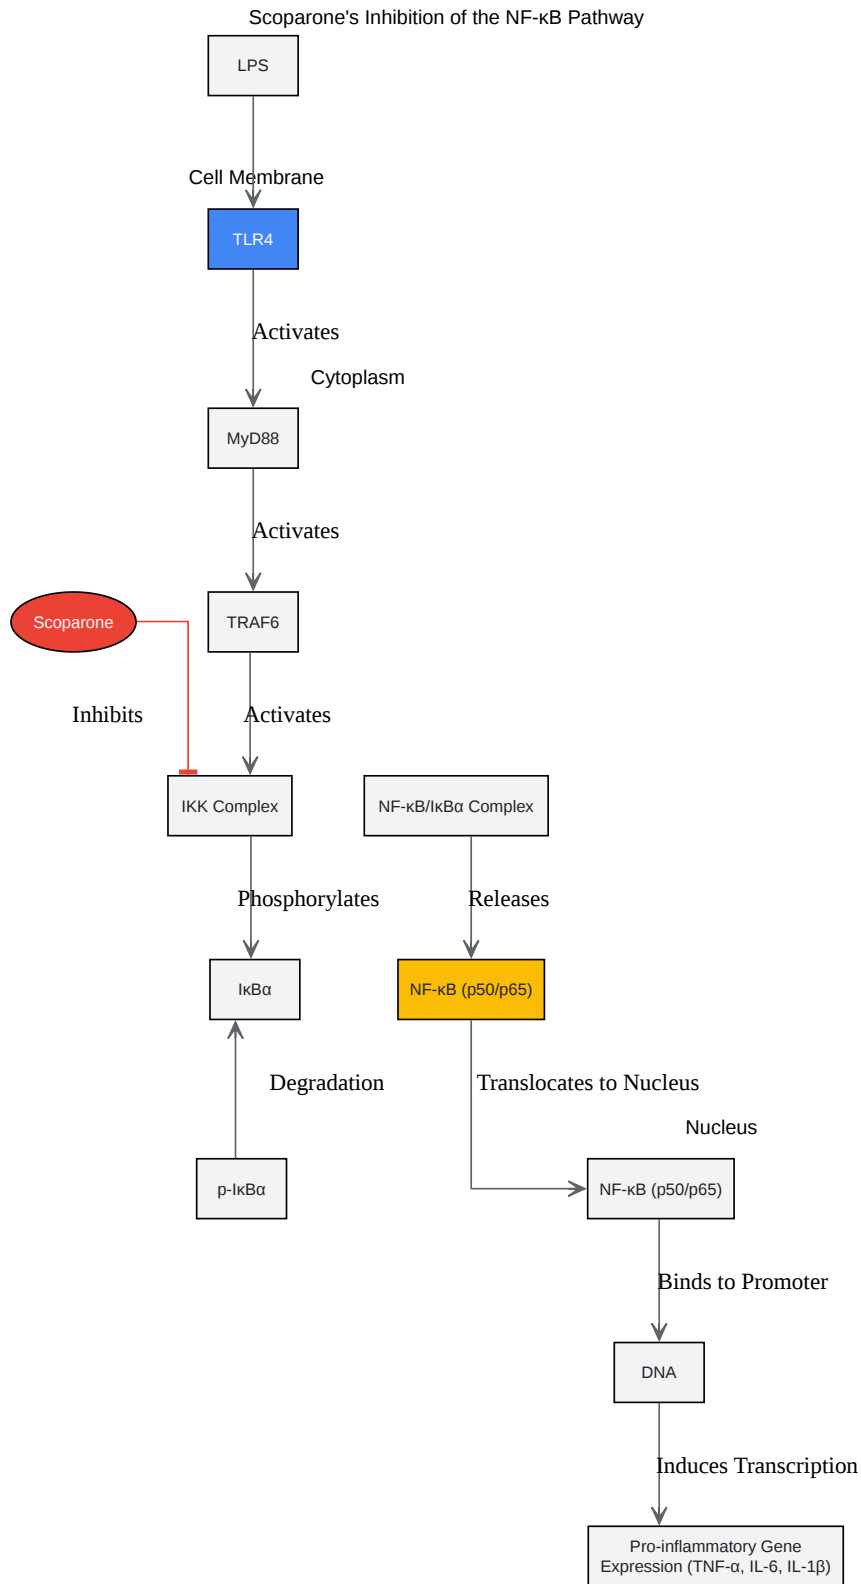 Scoparone's Inhibition of the NF-κB Pathway
LPS
Cell Membrane
TLR4
Activates
Cytoplasm
MyD88
Activates
Scoparone
TRAF6
Inhibits
Activates
IKK Complex
NF-κB/IκBα Complex
Phosphorylates
Releases
IκBα
NF-κB (p50/p65)
Degradation
Translocates to Nucleus
Nucleus
p-IκBα
NF-κB (p50/p65)
Binds to Promoter
DNA
Induces Transcription
Pro-inflammatory Gene
Expression (TNF-α, IL-6, IL-1β)